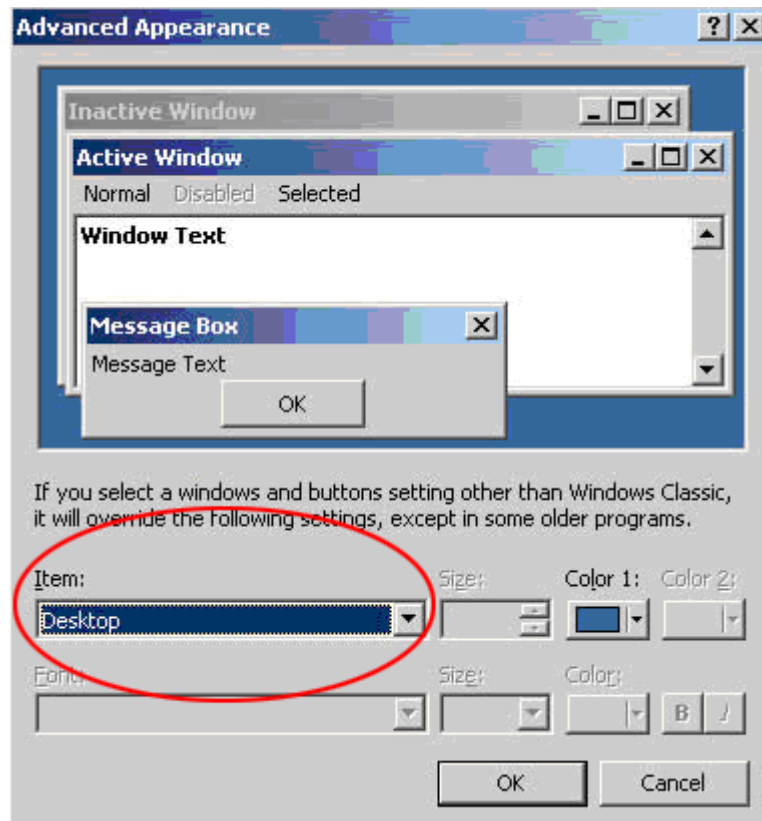 Advanced Appearance
Inactive Window
Active Window
Normal Disabled Selected
Window Text
Message Box
Message Text
OK
If you select a windows and buttons setting other than Windows Classic,
it will override the following settings, except in some older programs.
Item: Size: Color 1: Color 2:
Desktop
Font: Size: Color:
B I
OK Cancel